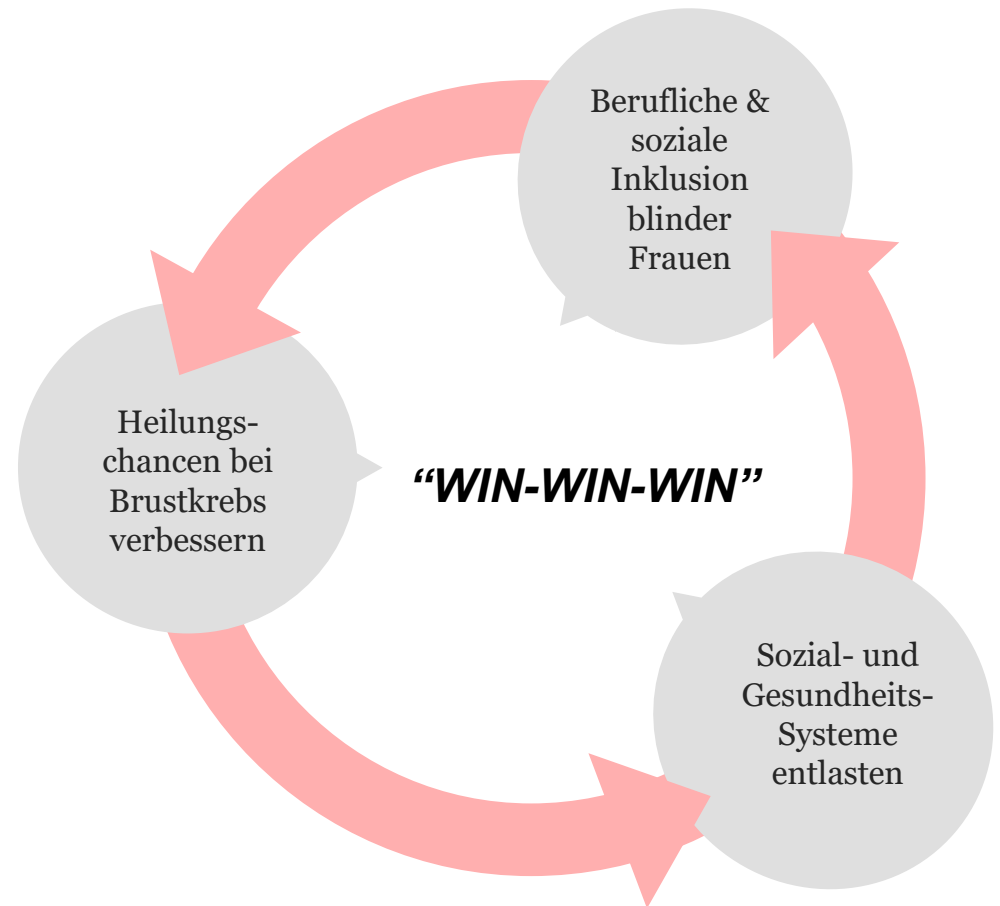 Berufliche &
soziale
Inklusion
blinder
Frauen
Heilungs-
chancen bei
Brustkrebs
verbessern
“WIN-WIN-WIN”
Sozial- und
Gesundheits-
Systeme
entlasten